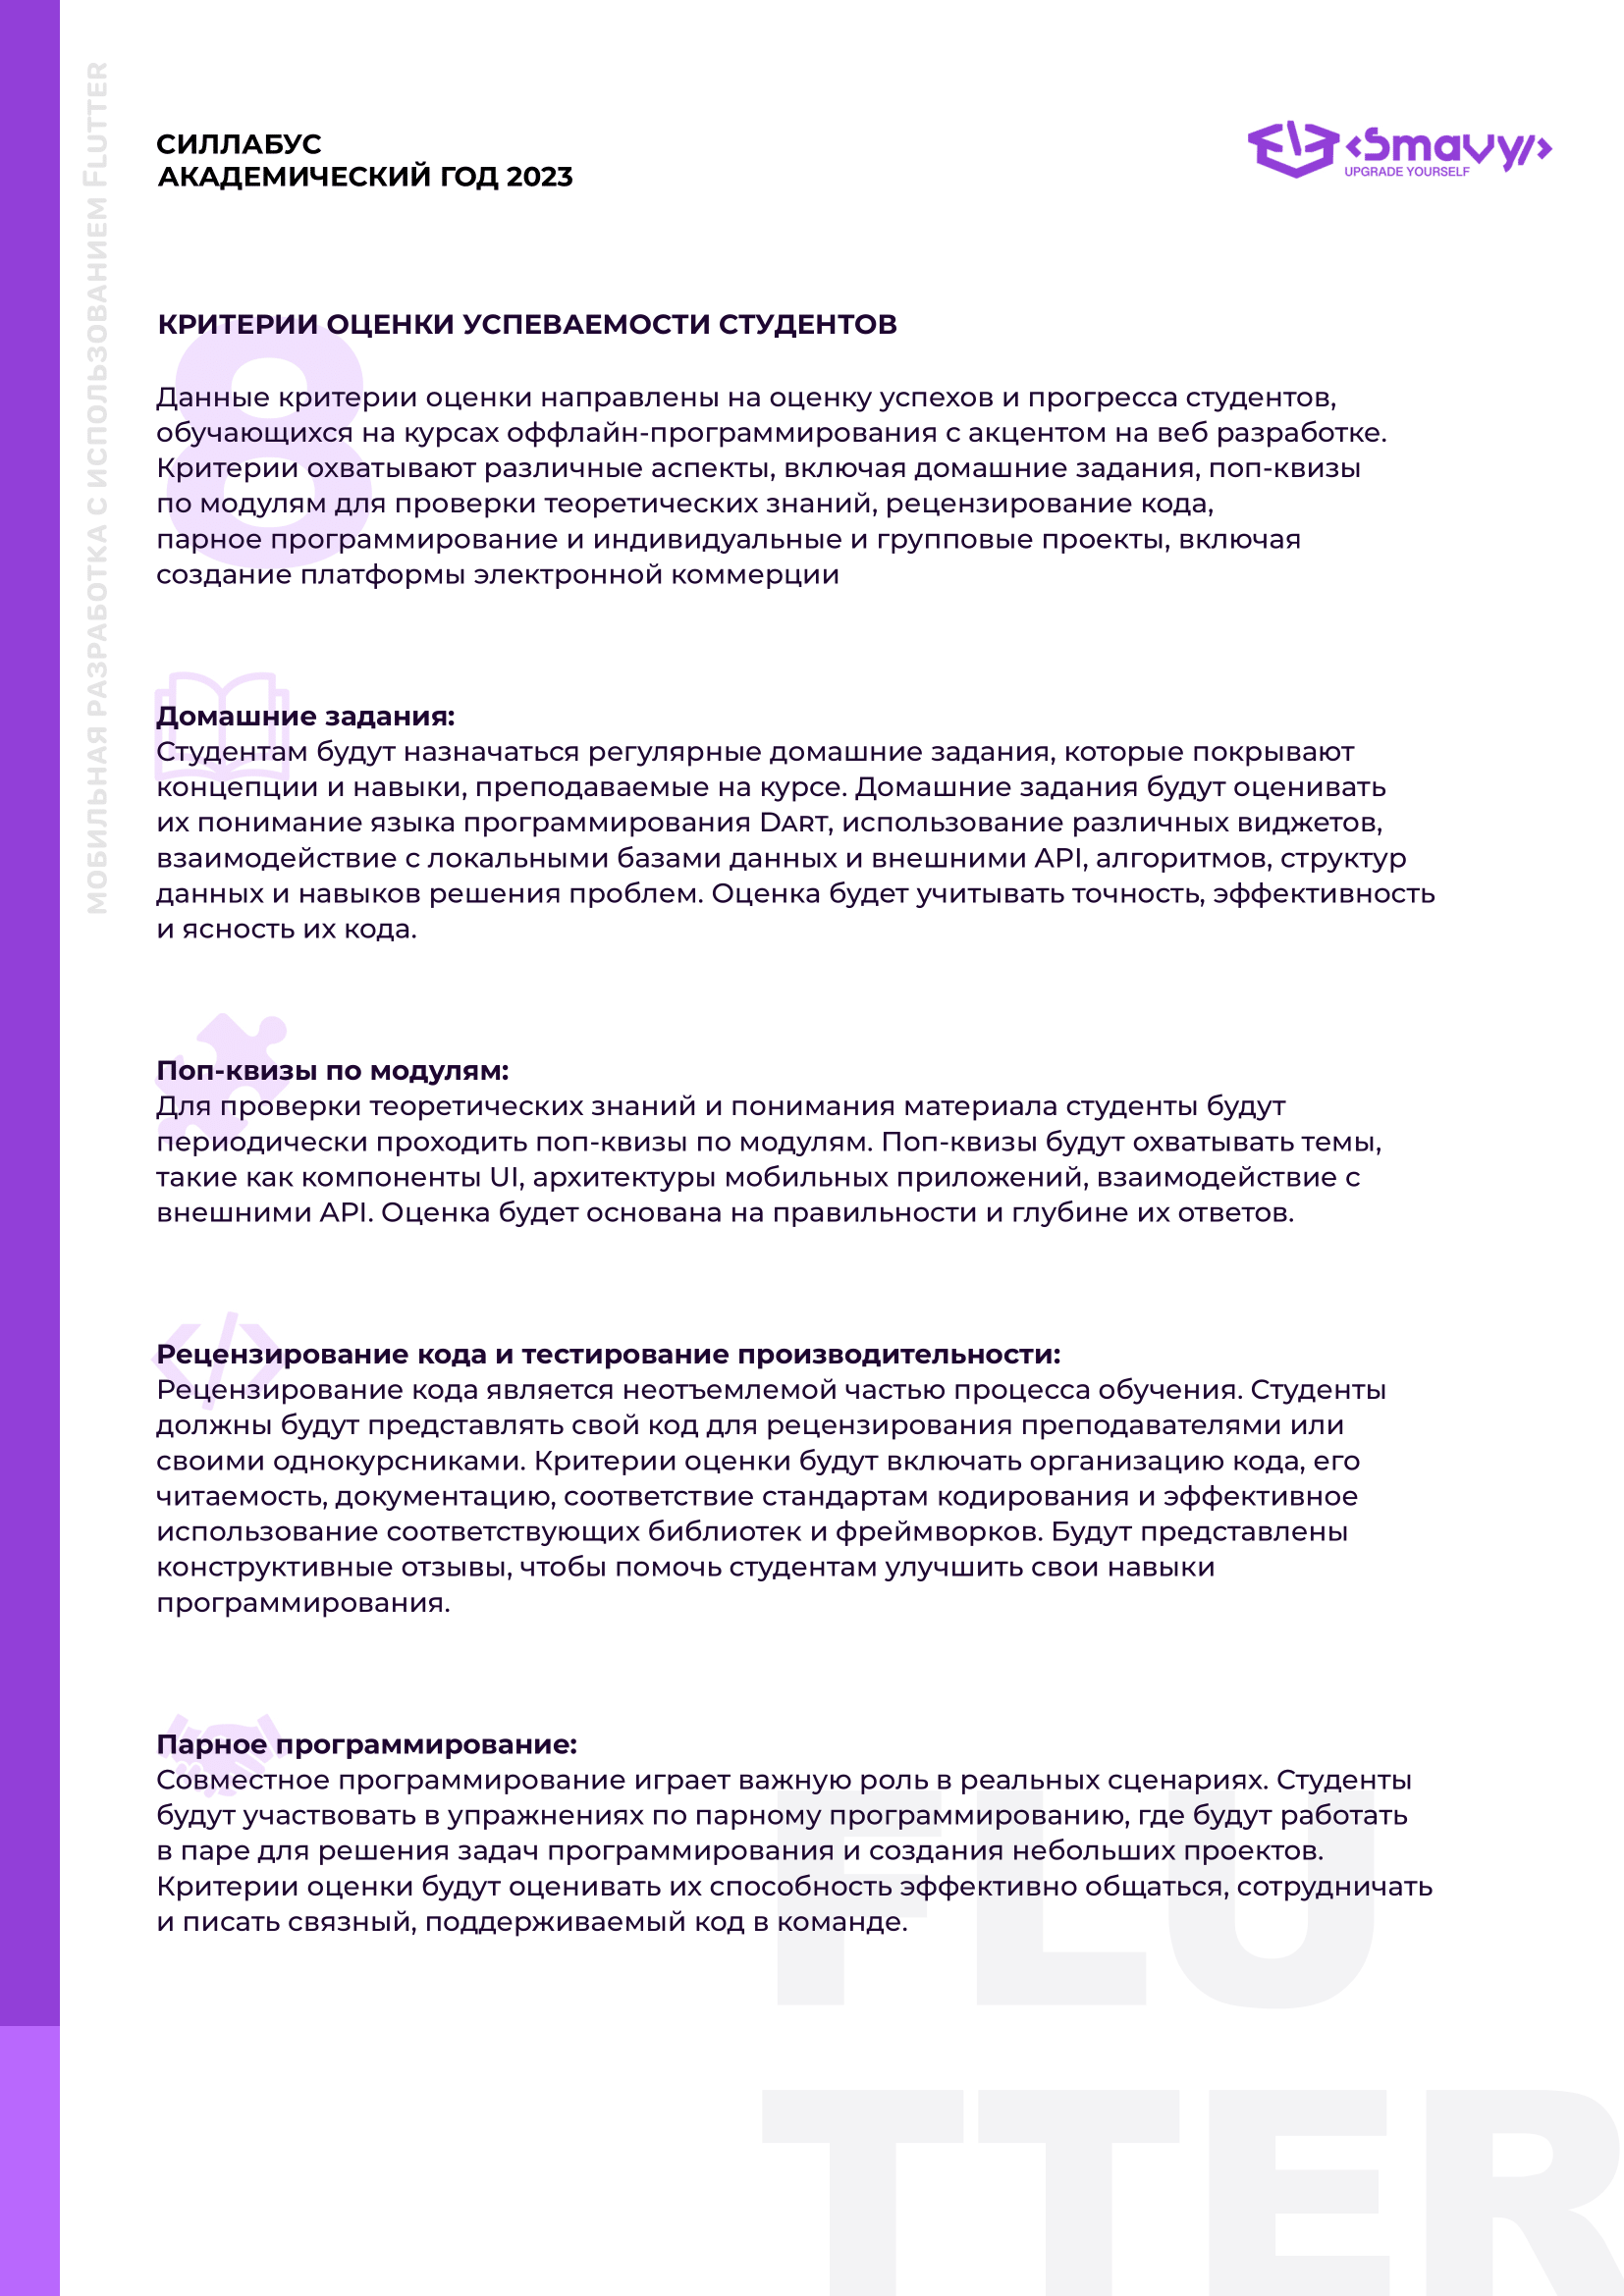 МОБИЛЬНАЯ РАЗРАБОТКА С ИСПОЛЬЗОВАНИЕМ FLUTTER
СИЛЛАБУС
АКАДЕМИЧЕСКИЙ ГОД 2023
<Smavy/>
UPGRADE YOURSELF
8
КРИТЕРИИ ОЦЕНКИ УСПЕВАЕМОСТИ СТУДЕНТОВ
Данные критерии оценки направлены на оценку успехов и прогресса студентов,
обучающихся на курсах оффлайн-программирования с акцентом на веб разработке.
Критерии охватывают различные аспекты, включая домашние задания, поп-квизы
по модулям для проверки теоретических знаний, рецензирование кода,
парное программирование и индивидуальные и групповые проекты, включая
создание платформы электронной коммерции
Домашние задания:
Студентам будут назначаться регулярные домашние задания, которые покрывают
концепции и навыки, преподаваемые на курсе. Домашние задания будут оценивать
их понимание языка программирования DART, использование различных виджетов,
взаимодействие с локальными базами данных и внешними API, алгоритмов, структур
данных и навыков решения проблем. Оценка будет учитывать точность, эффективность
и ясность их кода.
Поп-квизы по модулям:
Для проверки теоретических знаний и понимания материала студенты будут
периодически проходить поп-квизы по модулям. Поп-квизы будут охватывать темы,
такие как компоненты UI, архитектуры мобильных приложений, взаимодействие с
внешними API. Оценка будет основана на правильности и глубине их ответов.
Рецензирование кода и тестирование производительности:
Рецензирование кода является неотъемлемой частью процесса обучения. Студенты
должны будут представлять свой код для рецензирования преподавателями или
своими однокурсниками. Критерии оценки будут включать организацию кода, его
читаемость, документацию, соответствие стандартам кодирования и эффективное
использование соответствующих библиотек и фреймворков. Будут представлены
конструктивные отзывы, чтобы помочь студентам улучшить свои навыки
программирования.
Парное программирование:
Совместное программирование играет важную роль в реальных сценариях. Студенты
будут участвовать в упражнениях по парному программированию, где будут работать
в паре для решения задач программирования и создания небольших проектов.
Критерии оценки будут оценивать их способность эффективно общаться, сотрудничать
и писать связный, поддерживаемый код в команде.
FLU
TTER